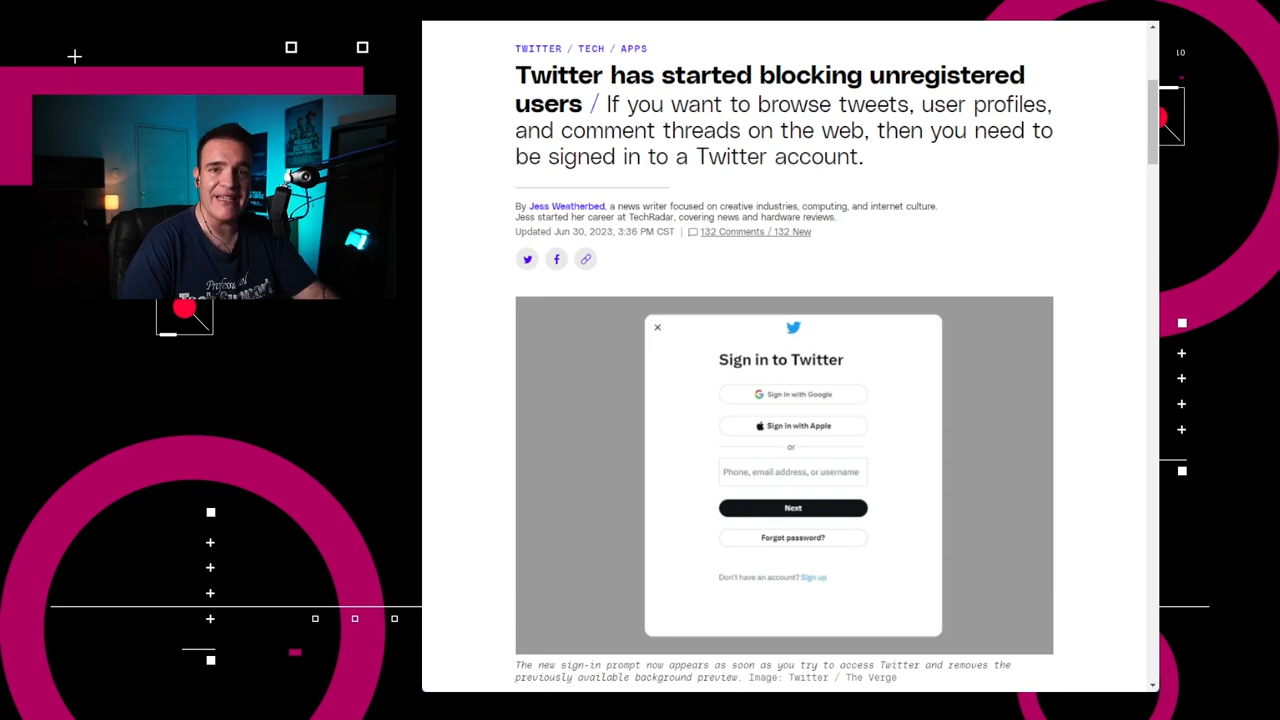 TWITTER / TECH / APPS
Twitter has started blocking unregistered
users / If you want to browse tweets, user profiles,
and comment threads on the web, then you need to
be signed in to a Twitter account.
By Jess Weatherbed, a news writer focused on creative industries, computing, and internet culture.
Jess started her career at TechRadar, covering news and hardware reviews.
Updated Jun 30, 2023, 3:36 PM CST | 132 Comments / 132 New
Sign in to Twitter
Sign in with Google
Sign in with Apple
or
Phone, email address, or username
Next
Forgot password?
Don't have an account? Sign up
The new sign-in prompt now appears as soon as you try to access Twitter and removes the
previously available background preview. Image: Twitter / The Verge
Professional